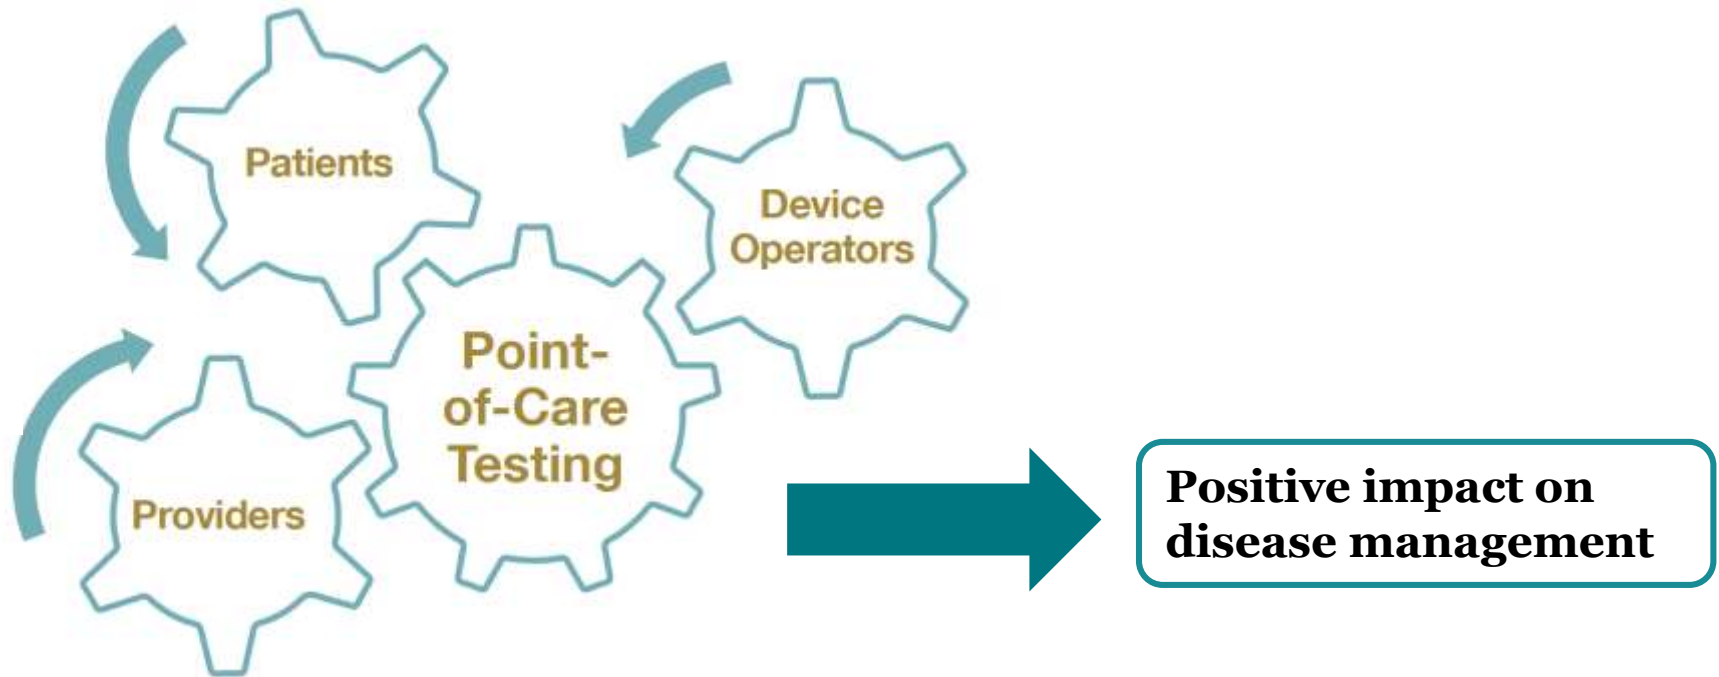 Patients
Device
Operators
Point-
of-Care
Testing
Providers
Positive impact on
disease management